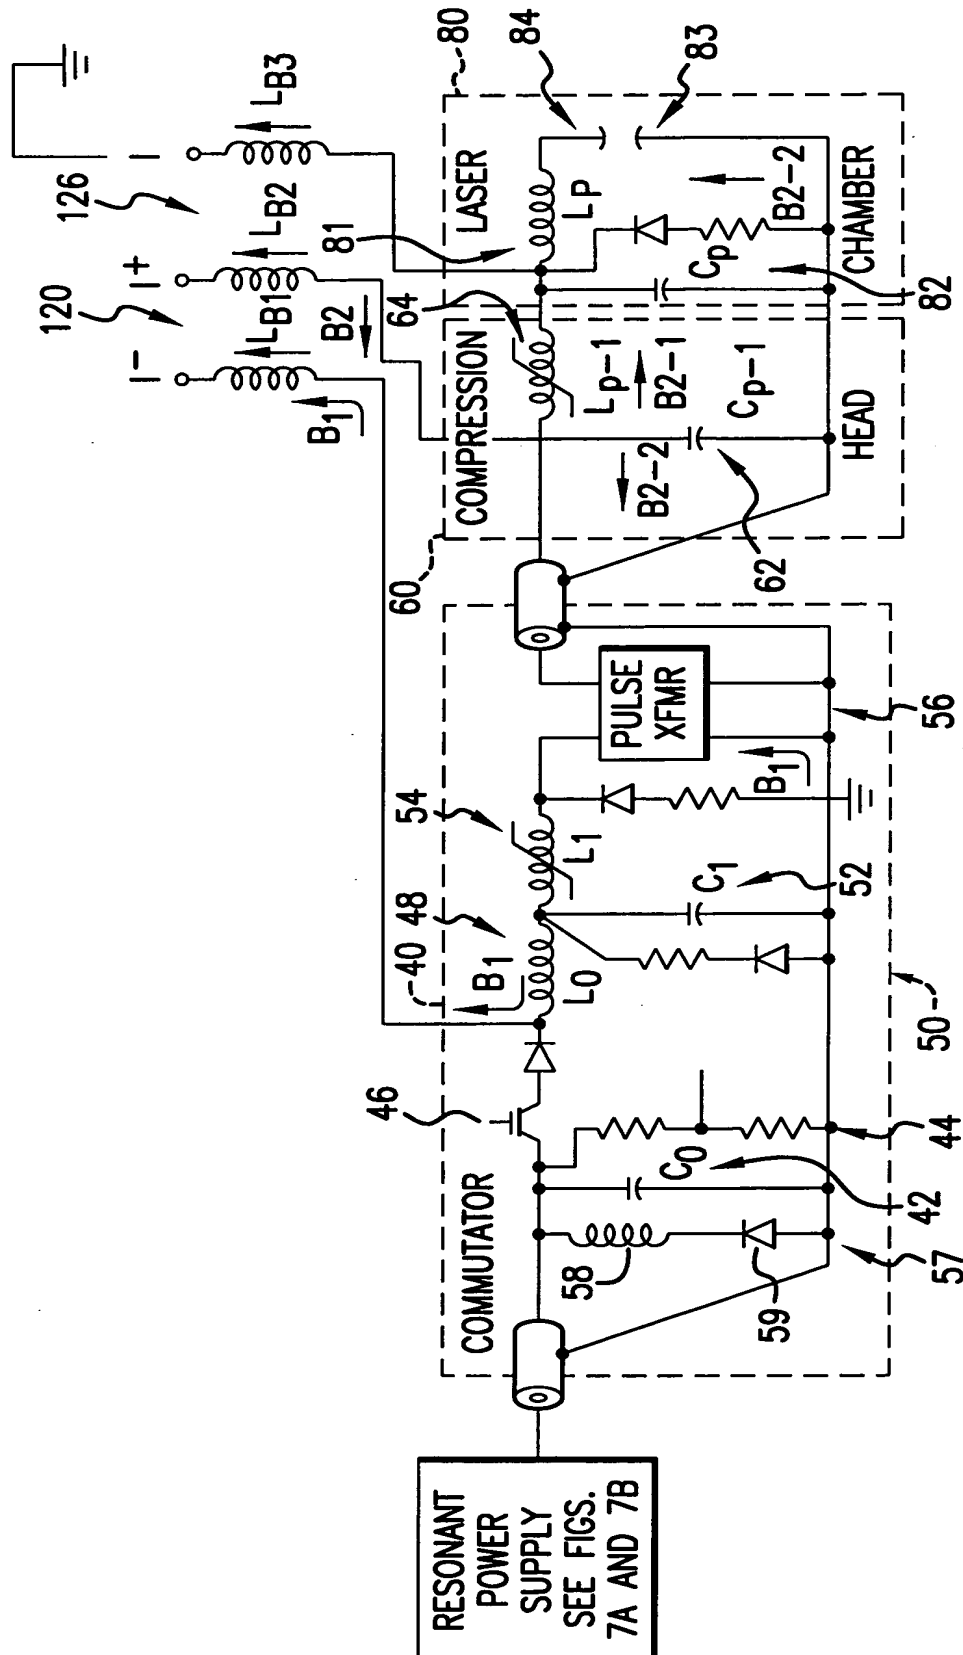 126
120
I-
I+
I
LB1
LB2
LB3
B1
B2
RESONANT
POWER
SUPPLY
SEE FIGS.
7A AND 7B
COMMUTATOR
46
40
B1
48
L0
54
L1
58
59
C0
57
42
44
C1
52
B1
PULSE
XFMR
56
50
60
COMPRESSION
HEAD
64
Lp-1
B2-1
B2-2
Cp-1
62
81
80
LASER
CHAMBER
LP
84
83
Cp
B2-2
82